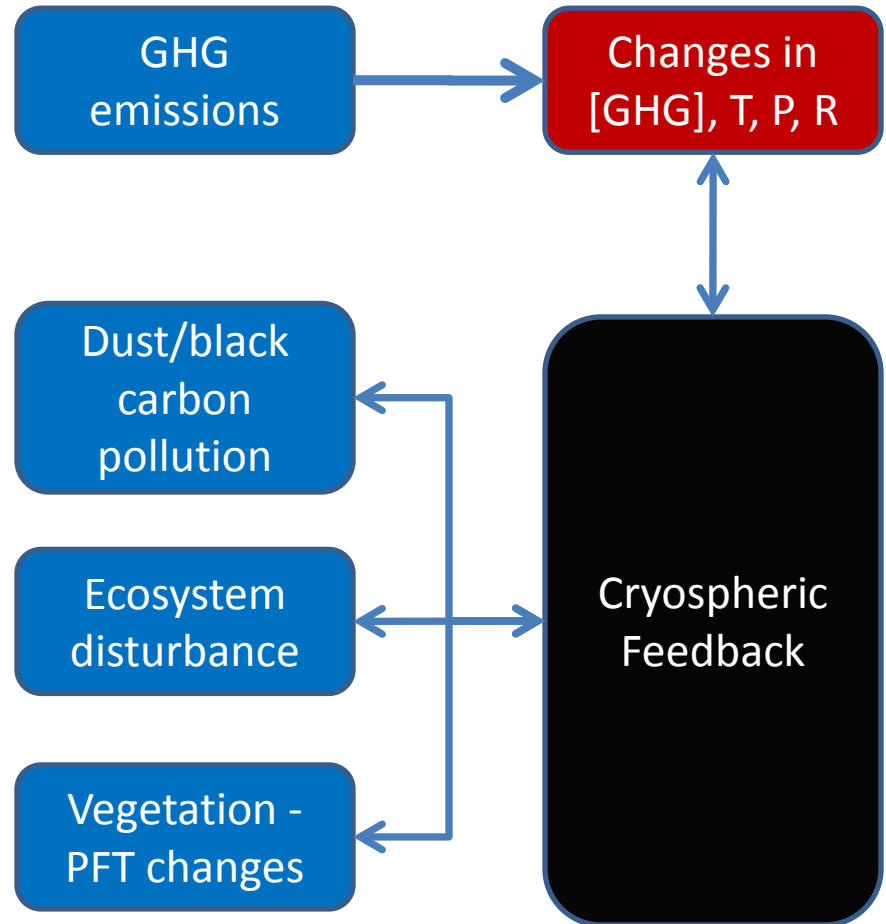 GHG
emissions
Changes in
[GHG], T, P, R
Dust/black
carbon
pollution
Ecosystem
disturbance
Vegetation -
PFT changes
Cryospheric
Feedback